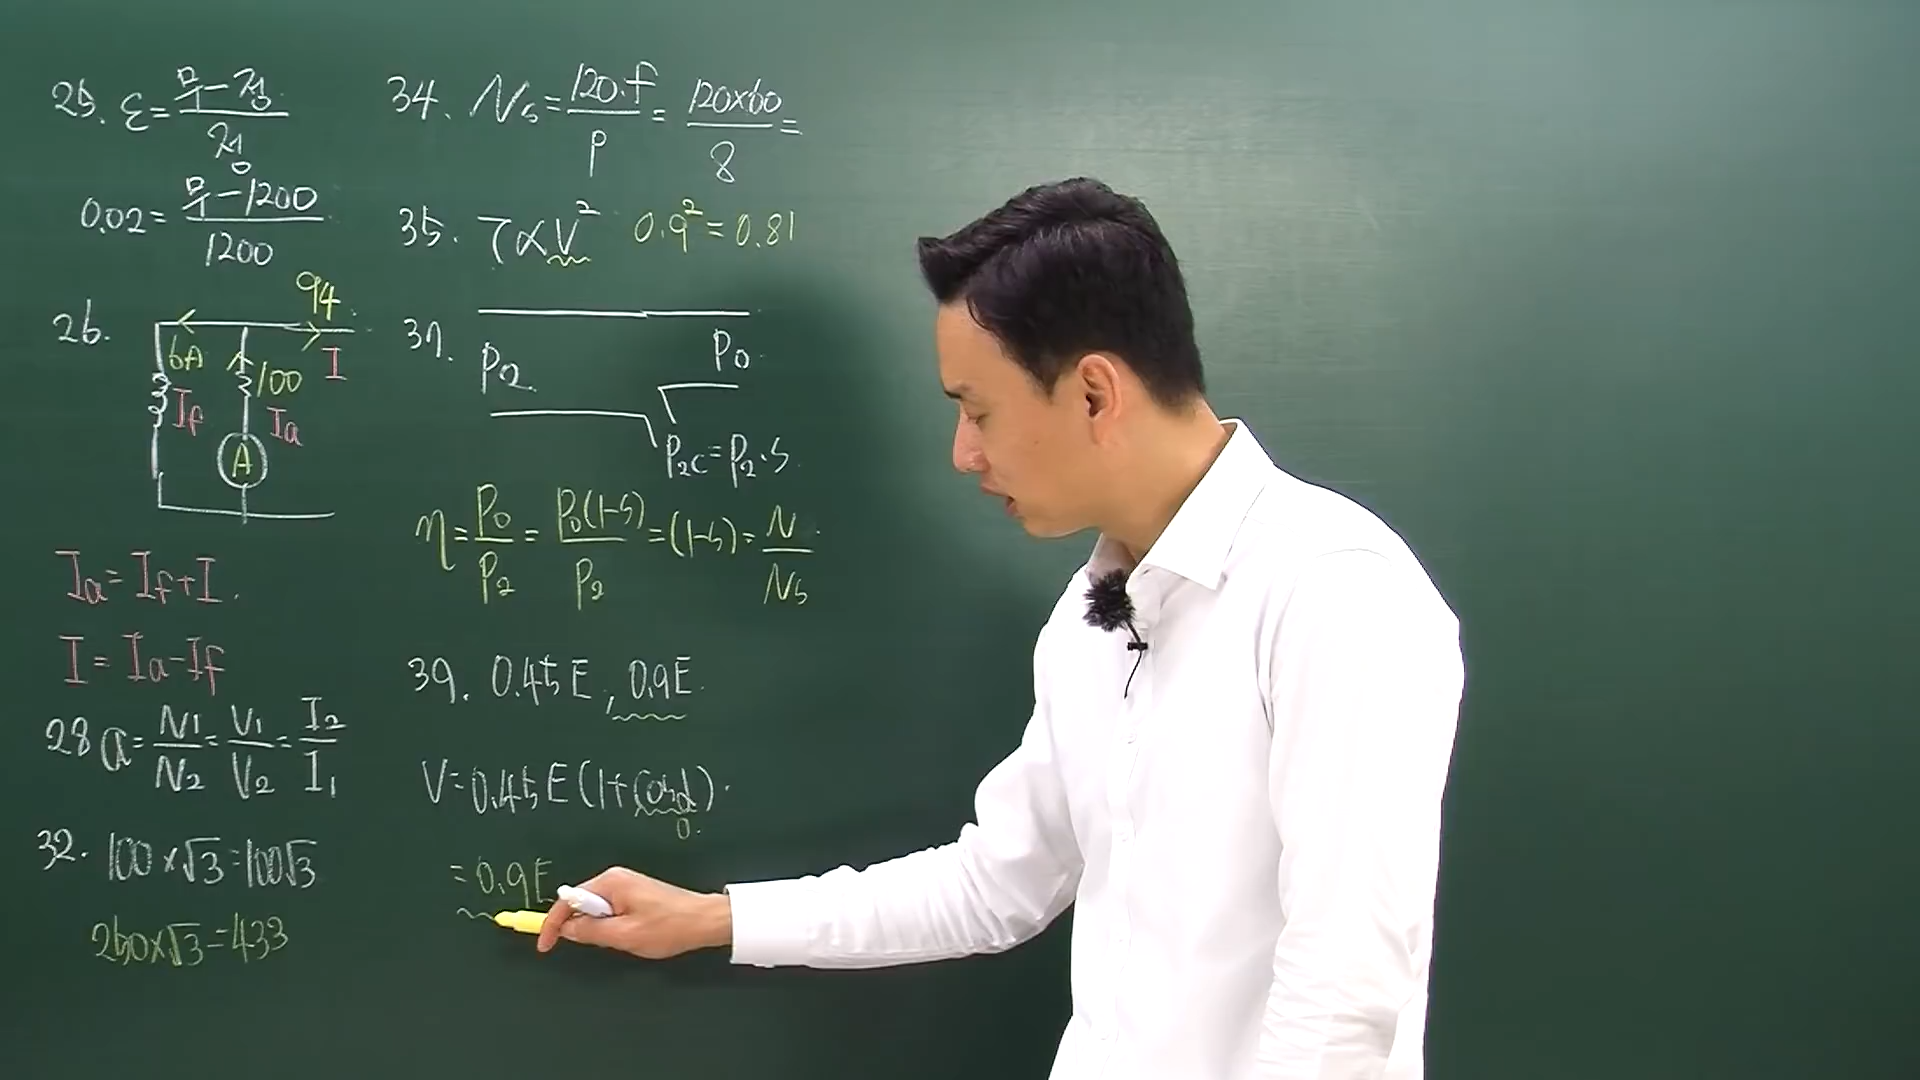 25. ε = 무-정 / 정
0.02 = 무-1200 / 1200
26.
94
6A
100
I
If
Ia
A
Ia = If + I.
I = Ia - If
28 a = N1/N2 = V1/V2 = I2/I1
32. 100×√3 = 100√3
250×√3 = 433
34. Ns = 120·f / P = 120×60 / 8 =
35. τ ∝ V² 0.9² = 0.81
37.
P2
P0
P2c = P2·S
η = P0/P2 = P0(1-S)/P2 = (1-S) = N/Ns
39. 0.45E, 0.9E.
V = 0.45E(1+cosα).
0.
= 0.9E